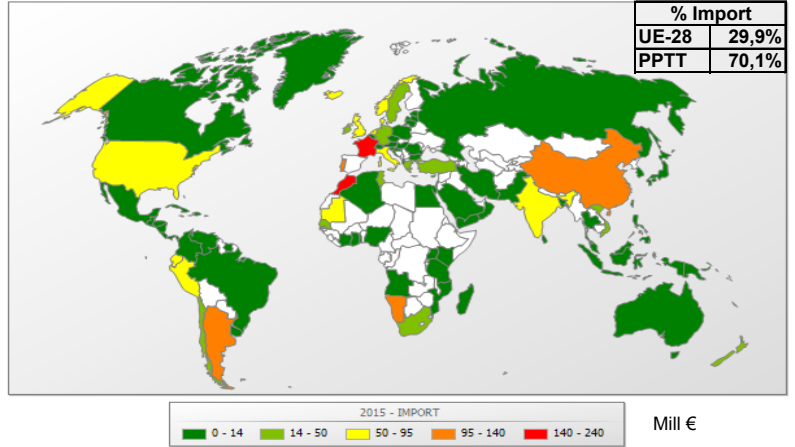 % Import
UE-28 29,9%
PPTT 70,1%
2015 - IMPORT
0 - 14 14 - 50 50 - 95 95 - 140 140 - 240
Mill €